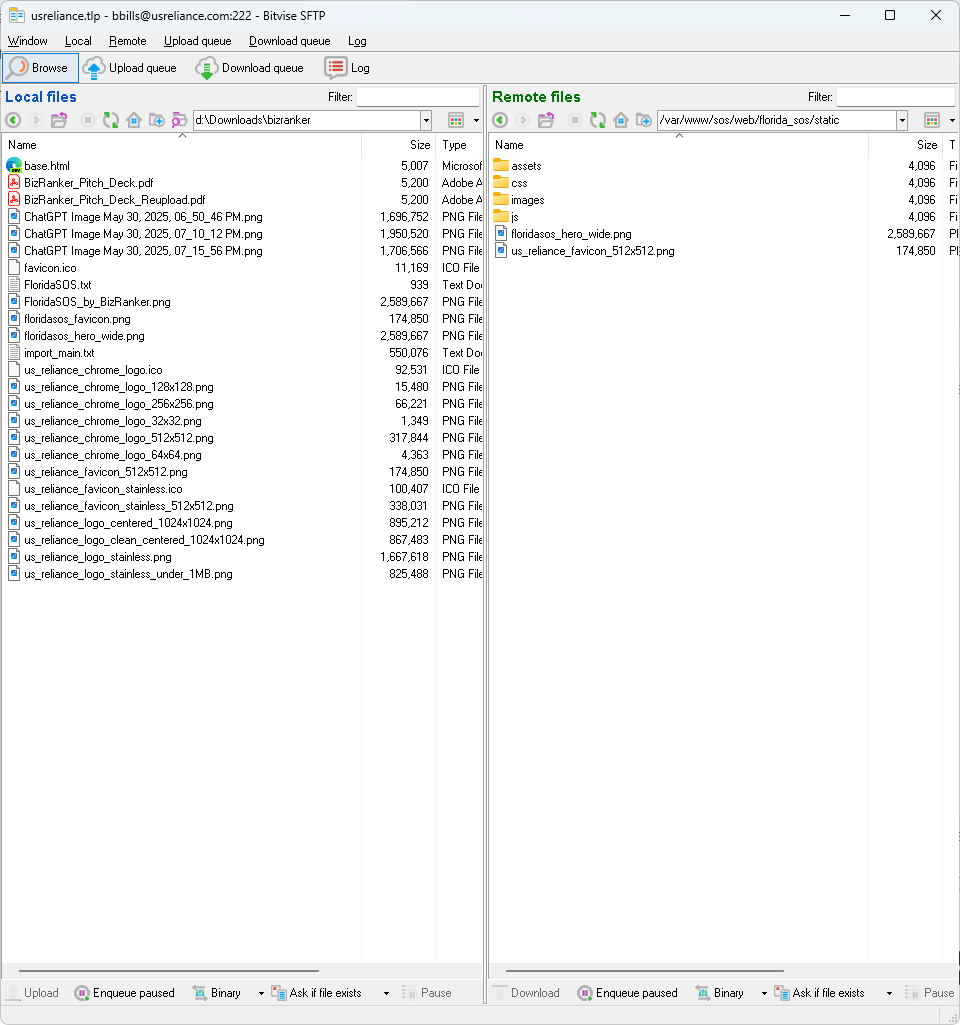 usreliance.tlp - bbills@usreliance.com:222 - Bitvise SFTP
Window Local Remote Upload queue Download queue Log
Browse Upload queue Download queue Log
Local files Filter:
d:\Downloads\bizranker
Name Size Type
base.html 5,007 Microsof
BizRanker_Pitch_Deck.pdf 5,200 Adobe A
BizRanker_Pitch_Deck_Reupload.pdf 5,200 Adobe A
ChatGPT Image May 30, 2025, 06_50_46 PM.png 1,696,752 PNG File
ChatGPT Image May 30, 2025, 07_10_12 PM.png 1,950,520 PNG File
ChatGPT Image May 30, 2025, 07_15_56 PM.png 1,706,566 PNG File
favicon.ico 11,169 ICO File
FloridaSOS.txt 939 Text Doc
FloridaSOS_by_BizRanker.png 2,589,667 PNG File
floridasos_favicon.png 174,850 PNG File
floridasos_hero_wide.png 2,589,667 PNG File
import_main.txt 550,076 Text Doc
us_reliance_chrome_logo.ico 92,531 ICO File
us_reliance_chrome_logo_128x128.png 15,480 PNG File
us_reliance_chrome_logo_256x256.png 66,221 PNG File
us_reliance_chrome_logo_32x32.png 1,349 PNG File
us_reliance_chrome_logo_512x512.png 317,844 PNG File
us_reliance_chrome_logo_64x64.png 4,363 PNG File
us_reliance_favicon_512x512.png 174,850 PNG File
us_reliance_favicon_stainless.ico 100,407 ICO File
us_reliance_favicon_stainless_512x512.png 338,031 PNG File
us_reliance_logo_centered_1024x1024.png 895,212 PNG File
us_reliance_logo_clean_centered_1024x1024.png 867,483 PNG File
us_reliance_logo_stainless.png 1,667,618 PNG File
us_reliance_logo_stainless_under_1MB.png 825,488 PNG File
Upload Enqueue paused Binary Ask if file exists Pause
Remote files Filter:
/var/www/sos/web/florida_sos/static
Name Size T
assets 4,096 Fi
css 4,096 Fi
images 4,096 Fi
js 4,096 Fi
floridasos_hero_wide.png 2,589,667 Pl
us_reliance_favicon_512x512.png 174,850 Pl
Download Enqueue paused Binary Ask if file exists Pause